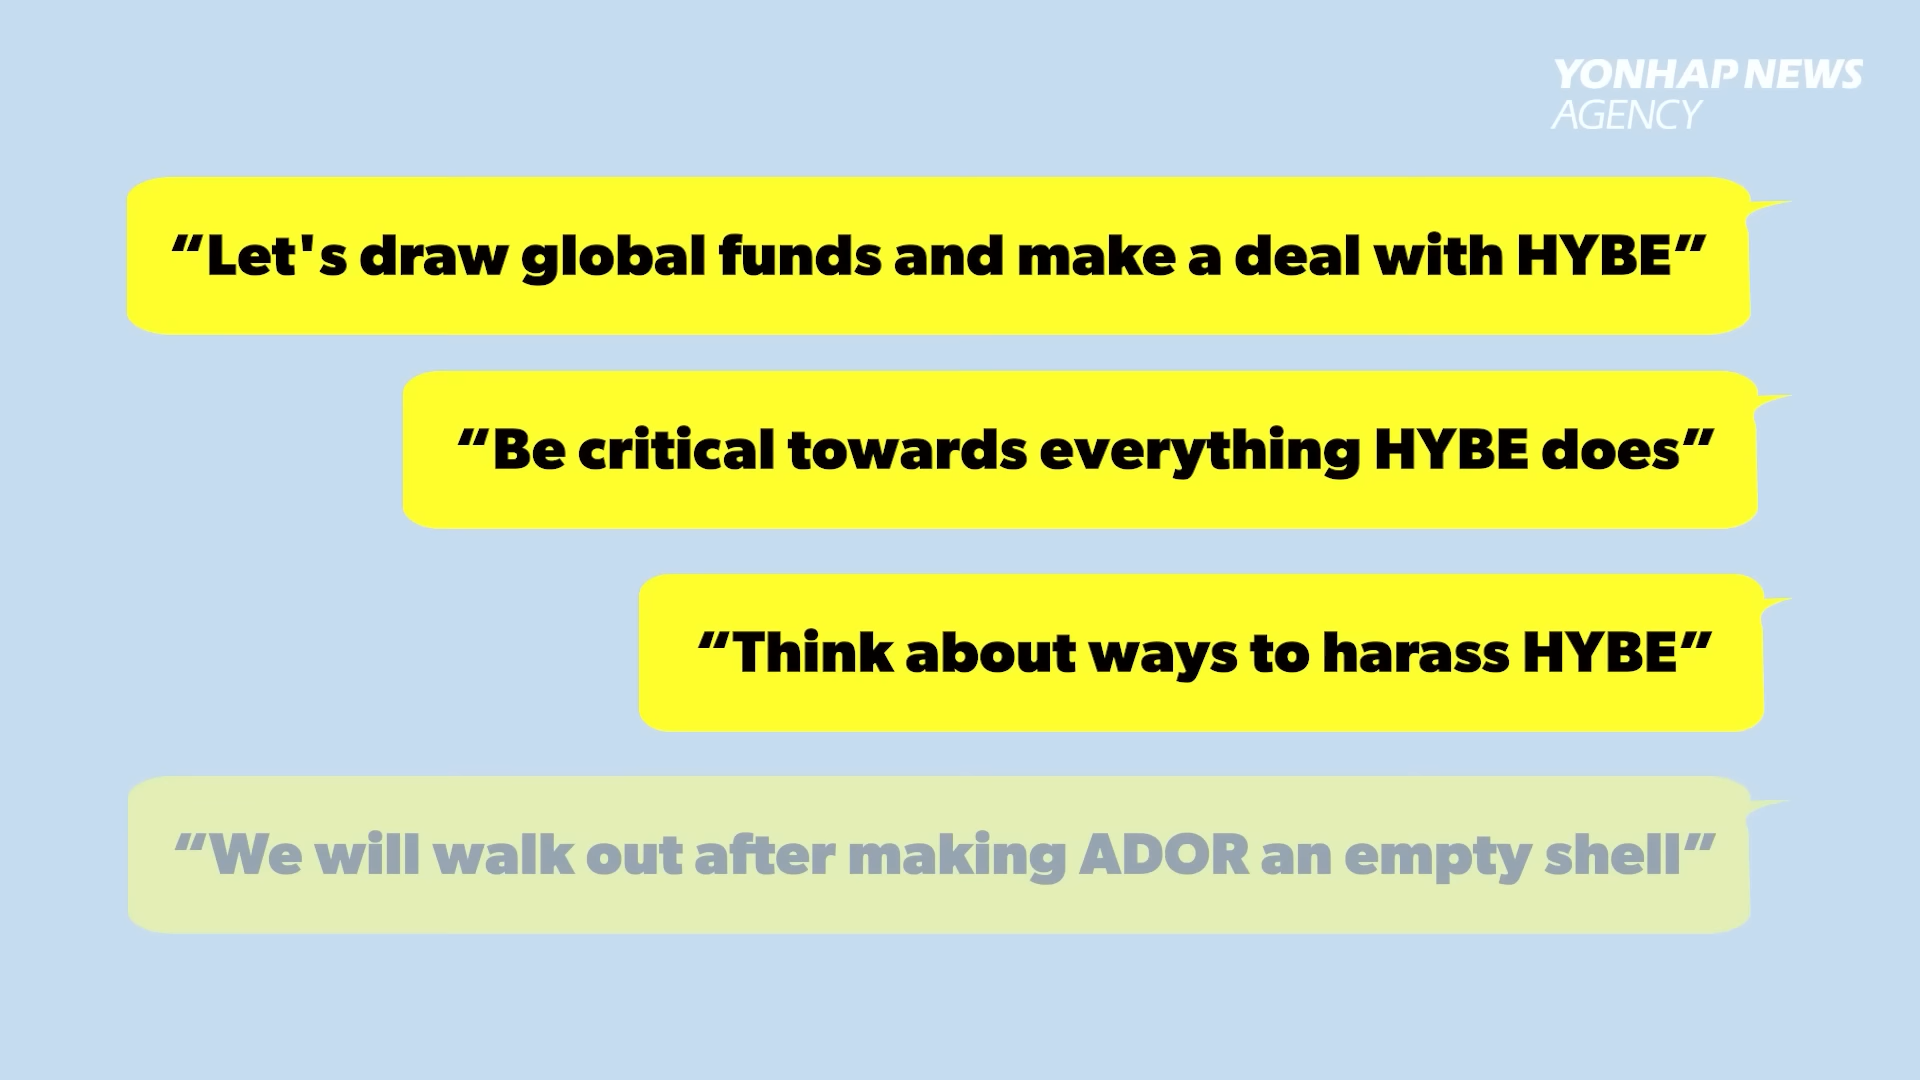 YONHAP NEWS
AGENCY
“Let's draw global funds and make a deal with HYBE”
“Be critical towards everything HYBE does”
“Think about ways to harass HYBE”
“We will walk out after making ADOR an empty shell”